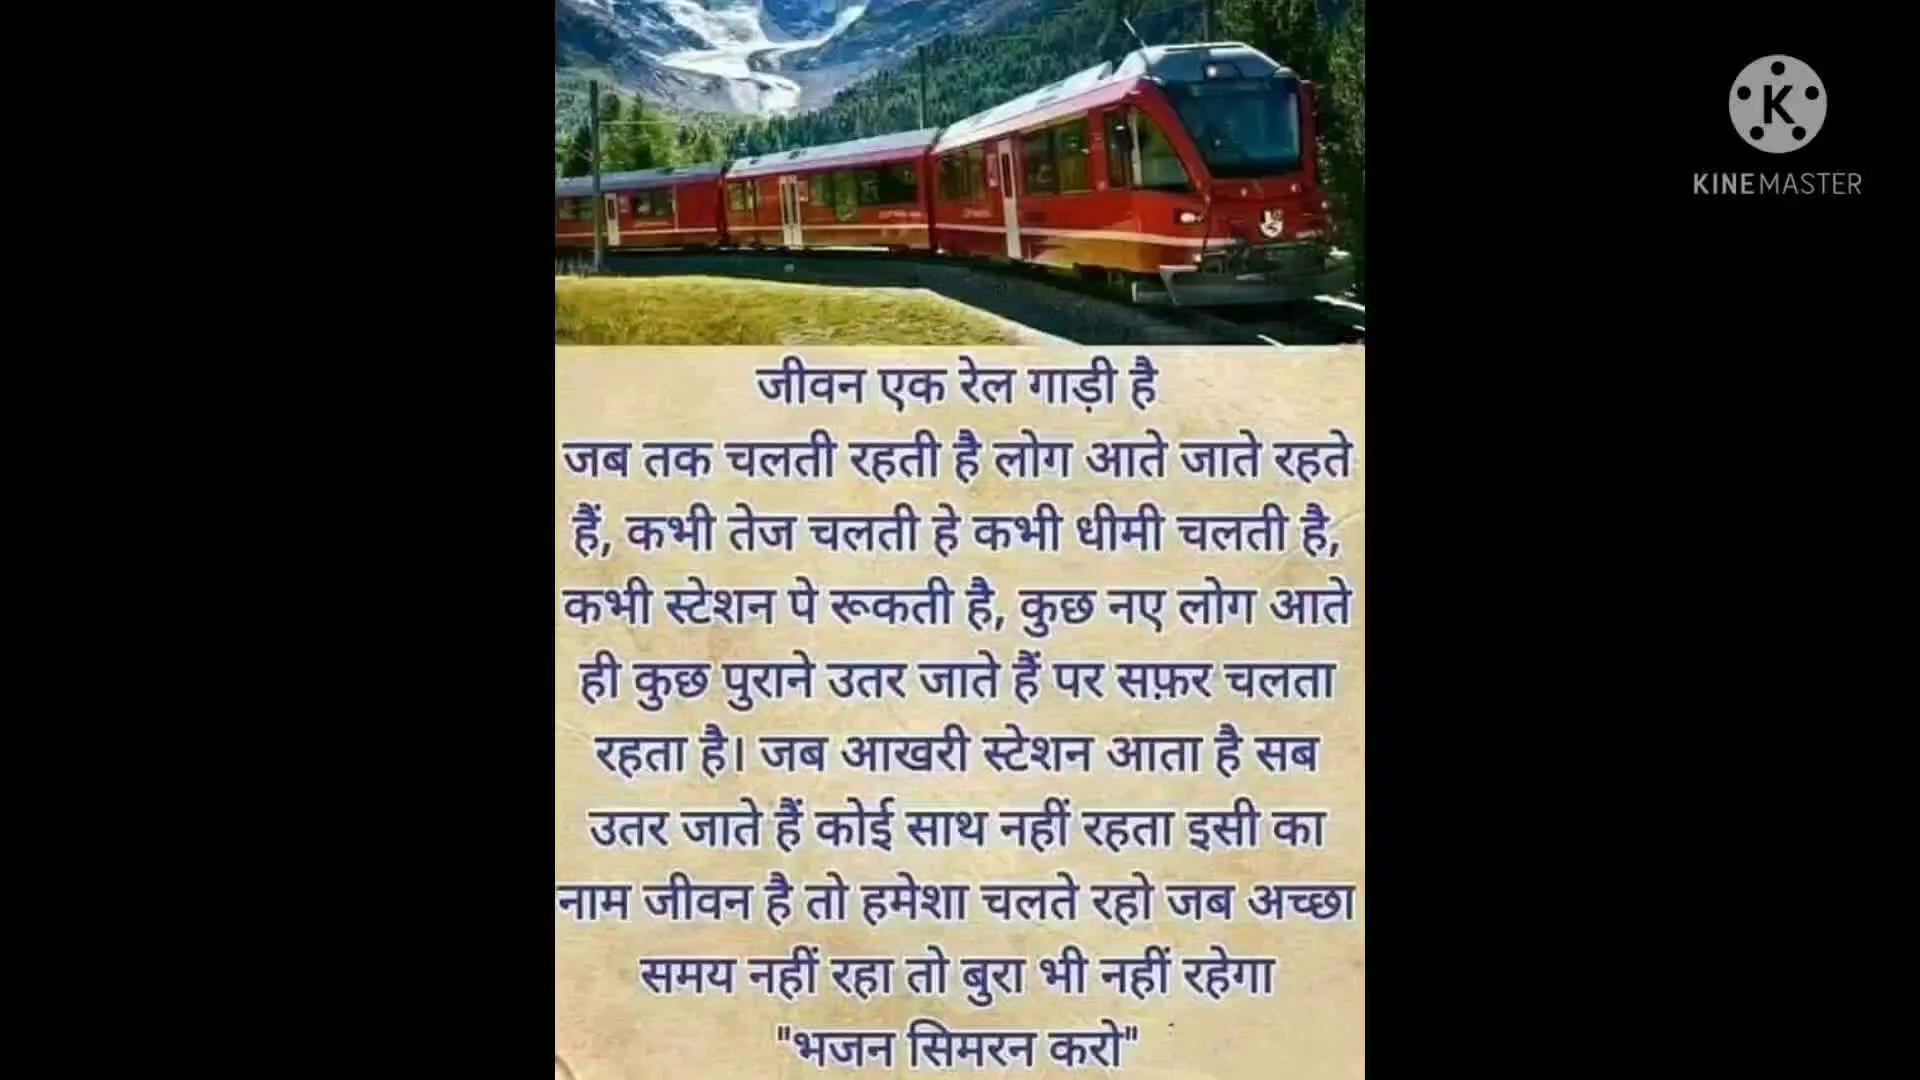 K
KINEMASTER
जीवन एक रेल गाड़ी है
जब तक चलती रहती है लोग आते जाते रहते
हैं, कभी तेज चलती हे कभी धीमी चलती है,
कभी स्टेशन पे रूकती है, कुछ नए लोग आते
ही कुछ पुराने उतर जाते हैं पर सफ़र चलता
रहता है। जब आखरी स्टेशन आता है सब
उतर जाते हैं कोई साथ नहीं रहता इसी का
नाम जीवन है तो हमेशा चलते रहो जब अच्छा
समय नहीं रहा तो बुरा भी नहीं रहेगा
"भजन सिमरन करो"